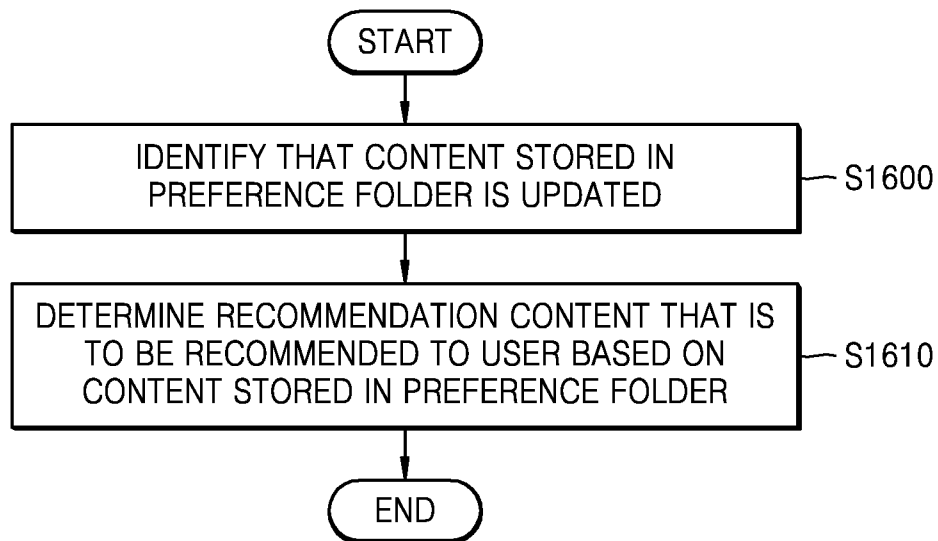 START
IDENTIFY THAT CONTENT STORED IN
PREFERENCE FOLDER IS UPDATED
S1600
DETERMINE RECOMMENDATION CONTENT THAT IS
TO BE RECOMMENDED TO USER BASED ON
CONTENT STORED IN PREFERENCE FOLDER
S1610
END